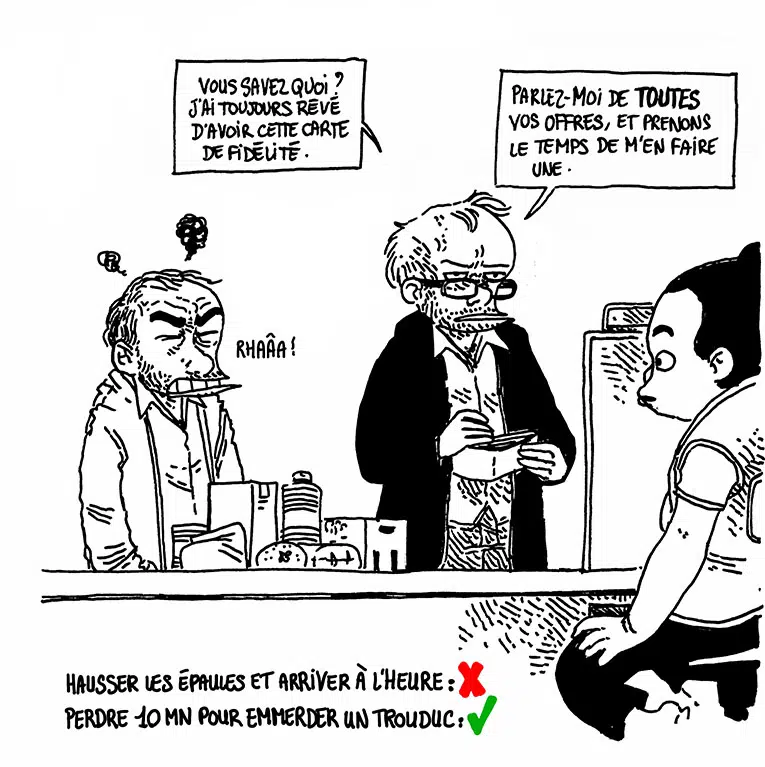 VOUS SAVEZ QUOI ?
J'AI TOUJOURS RÊVÉ
D'AVOIR CETTE CARTE
DE FIDÉLITÉ.
PARLEZ-MOI DE TOUTES
VOS OFFRES, ET PRENONS
LE TEMPS DE M'EN FAIRE
UNE.
RHAÂA !
HAUSSER LES ÉPAULES ET ARRIVER À L'HEURE : ✗
PERDRE 10 MN POUR EMMERDER UN TROUDUC : ✓